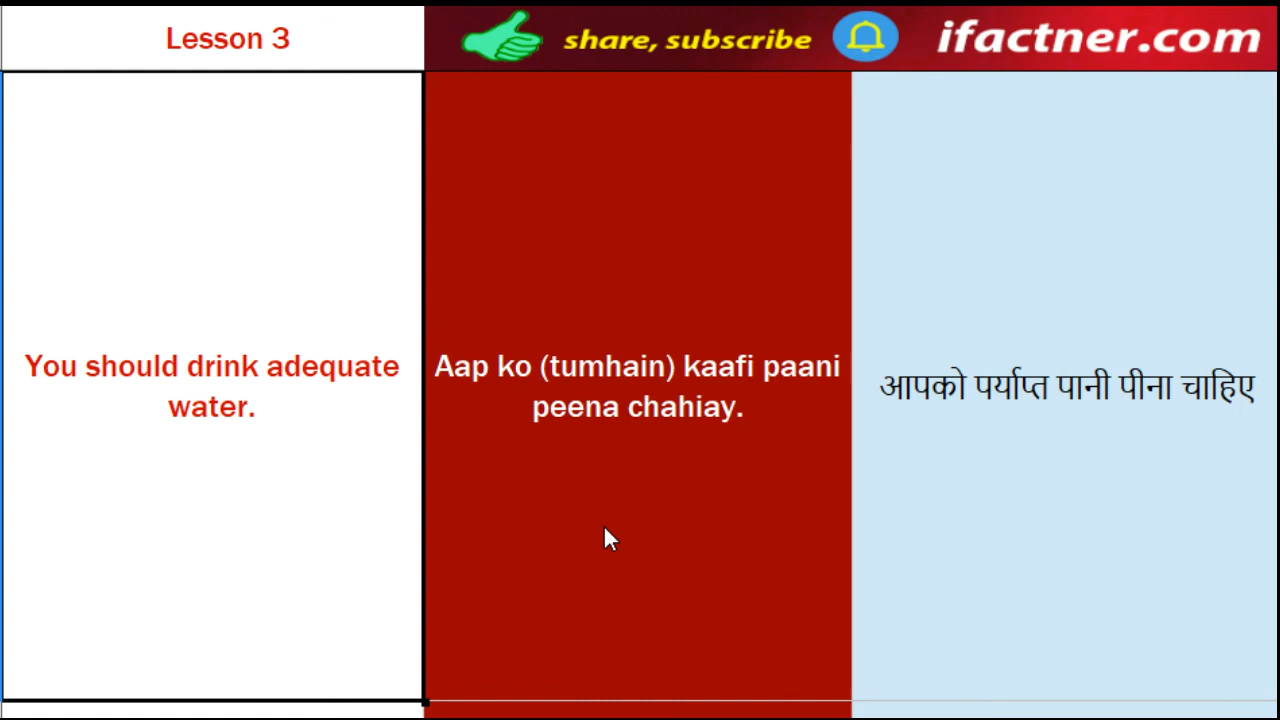 Lesson 3
share, subscribe
ifactner.com
You should drink adequate
water.
Aap ko (tumhain) kaafi paani
peena chahiay.
आपको पर्याप्त पानी पीना चाहिए